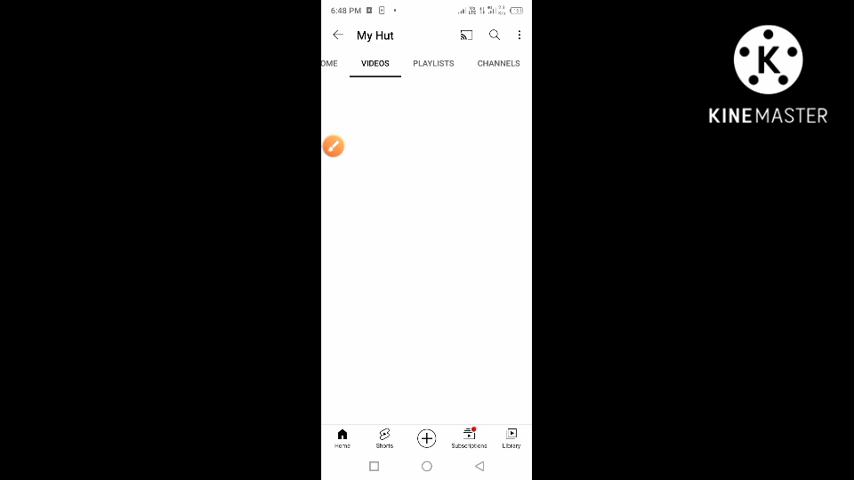 6:48 PM
My Hut
OME VIDEOS PLAYLISTS CHANNELS
K
KINEMASTER
Home Shorts Subscriptions Library